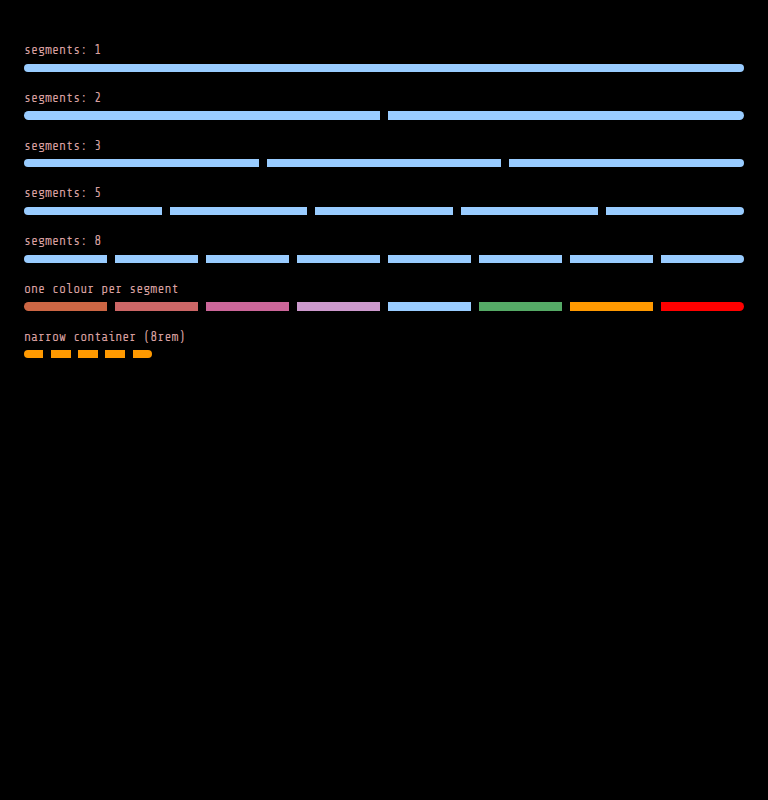 segments: 1
segments: 2
segments: 3
segments: 5
segments: 8
one colour per segment
narrow container (8rem)